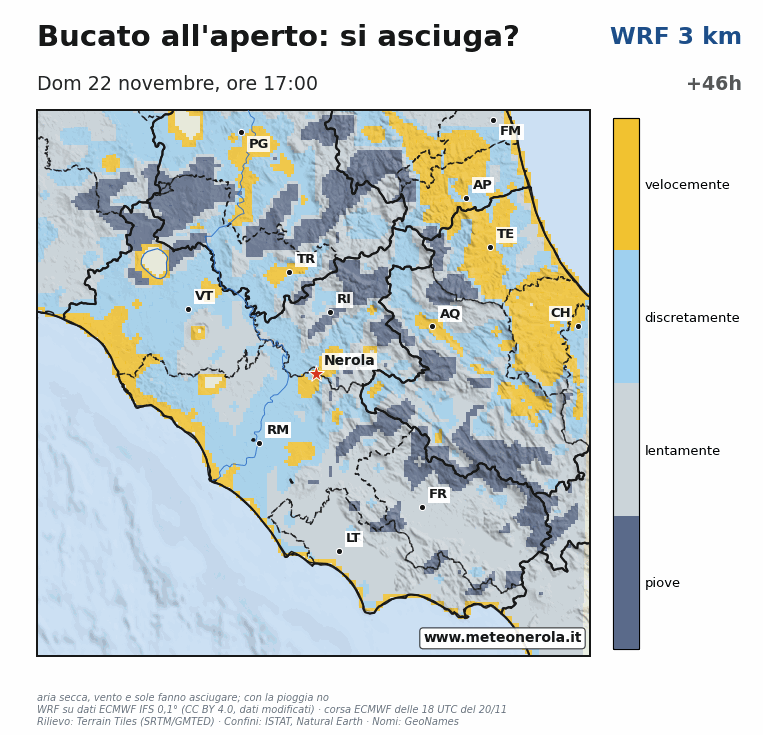 Bucato all'aperto: si asciuga?
WRF 3 km
Dom 22 novembre, ore 17:00
+46h
FM
PG
velocemente
AP
TE
discretamente
TR
VT
RI
AQ
CH
Nerola
RM
lentamente
FR
LT
piove
www.meteonerola.it
aria secca, vento e sole fanno asciugare; con la pioggia no
WRF su dati ECMWF IFS 0,1° (CC BY 4.0, dati modificati) · corsa ECMWF delle 18 UTC del 20/11
Rilievo: Terrain Tiles (SRTM/GMTED) · Confini: ISTAT, Natural Earth · Nomi: GeoNames